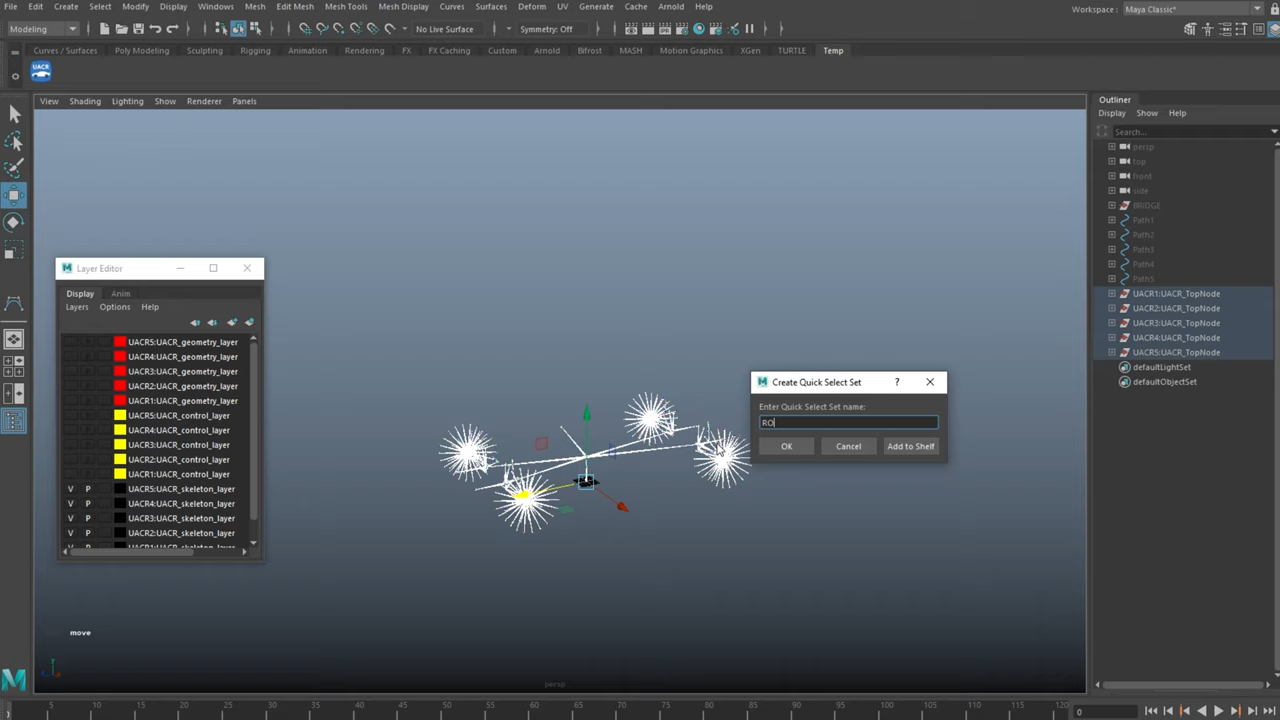 File Edit Create Select Modify Display Windows Mesh Edit Mesh Mesh Tools Mesh Display Curves Surfaces Deform UV Generate Cache Arnold Help
Workspace : Maya Classic*
Modeling
No Live Surface
Symmetry: Off
Curves / Surfaces Poly Modeling Sculpting Rigging Animation Rendering FX FX Caching Custom Arnold Bifrost MASH Motion Graphics XGen TURTLE Temp
UACR
View Shading Lighting Show Renderer Panels
Outliner
Display Show Help
Search...
persp
top
front
side
BRIDGE
Path1
Path2
Path3
Path4
Path5
UACR1:UACR_TopNode
UACR2:UACR_TopNode
UACR3:UACR_TopNode
UACR4:UACR_TopNode
UACR5:UACR_TopNode
defaultLightSet
defaultObjectSet
Layer Editor
Display Anim
Layers Options Help
UACR5:UACR_geometry_layer
UACR4:UACR_geometry_layer
UACR3:UACR_geometry_layer
UACR2:UACR_geometry_layer
UACR1:UACR_geometry_layer
UACR5:UACR_control_layer
UACR4:UACR_control_layer
UACR3:UACR_control_layer
UACR2:UACR_control_layer
UACR1:UACR_control_layer
V P UACR5:UACR_skeleton_layer
V P UACR4:UACR_skeleton_layer
V P UACR3:UACR_skeleton_layer
V P UACR2:UACR_skeleton_layer
V P UACR1:UACR_skeleton_layer
Create Quick Select Set ?
Enter Quick Select Set name:
RO
OK Cancel Add to Shelf
move
persp
5 10 15 20 25 30 35 40 45 50 55 60 65 70 75 80 85 90 95 100 105 110 115 120
0